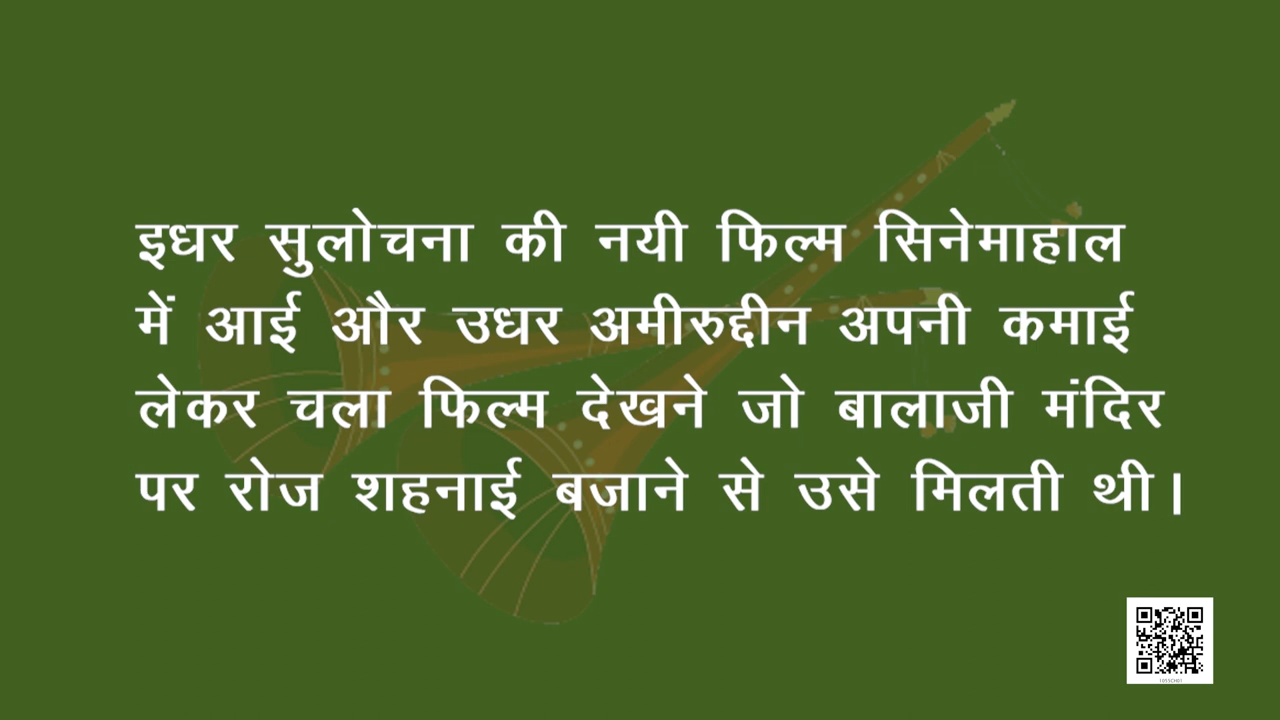 इधर सुलोचना की नयी फिल्म सिनेमाहाल
में आई और उधर अमीरुद्दीन अपनी कमाई
लेकर चला फिल्म देखने जो बालाजी मंदिर
पर रोज शहनाई बजाने से उसे मिलती थी।